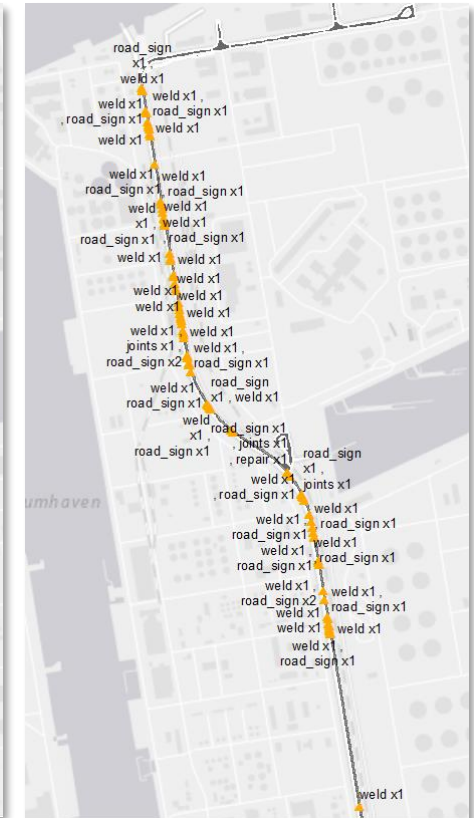 road_sign
x1 ,
weld x1
weld x1 ,
weld x1
road_sign x1
, road_sign x1
weld x1
weld x1
weld x1
weld x1
road_sign x1
, road_sign x1
weld
weld x1
x1 ,
weld x1
road_sign x1
, road_sign x1
weld x1
weld x1
weld x1
weld x1
weld x1
weld x1
weld x1
weld x1
joints x1 ,
weld x1 ,
road_sign x2
road_sign x1
weld x1
road_sign
road_sign x1
x1 , weld x1
weld
x1 ,
road_sign x1
road_sign x1
, joints x1
, repair x1
road_sign
x1 ,
joints x1
weld x1
, road_sign x1
umhaven
weld x1
weld x1 ,
road_sign x1
road_sign x1
weld x1
weld x1 ,
road_sign x1
road_sign x1
weld x1 ,
weld x1 ,
road_sign x2
road_sign x1
weld x1
weld x1
weld x1
weld x1 ,
road_sign x1
weld x1